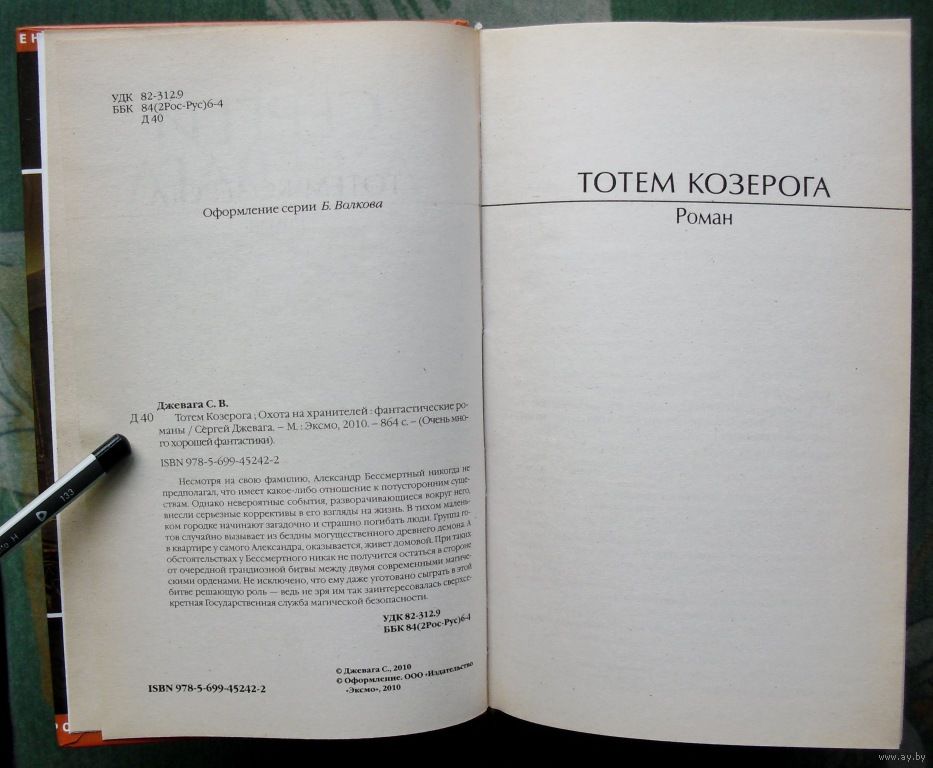 ЕН
УДК 82-312.9
ББК 84(2Рос-Рус)6-4
Д 40
Оформление серии Б. Волкова
Джевага С. В.
Д 40 Тотем Козерога ; Охота на хранителей : фантастические ро-
маны / Сергей Джевага. – М. : Эксмо, 2010. – 864 с. – (Очень мно-
го хорошей фантастики).
ISBN 978-5-699-45242-2
Несмотря на свою фамилию, Александр Бессмертный никогда не
предполагал, что имеет какое-либо отношение к потусторонним суще-
ствам. Однако невероятные события, разворачивающиеся вокруг него,
внесли серьезные коррективы в его взгляды на жизнь. В тихом малень-
ком городке начинают загадочно и страшно погибать люди. Группа го-
тов случайно вызывает из бездны могущественного древнего демона. А
в квартире у самого Александра, оказывается, живет домовой. При таких
обстоятельствах у Бессмертного никак не получится остаться в стороне
от очередной грандиозной битвы между двумя современными магиче-
скими орденами. Не исключено, что ему даже уготовано сыграть в этой
битве решающую роль — ведь не зря им так заинтересовалась сверхсе-
кретная Государственная служба магической безопасности.
УДК 82-312.9
ББК 84(2Рос-Рус)6-4
© Джевага С., 2010
© Оформление. ООО «Издательство
«Эксмо», 2010
ISBN 978-5-699-45242-2
ТОТЕМ КОЗЕРОГА
Роман
133
www.ay.by